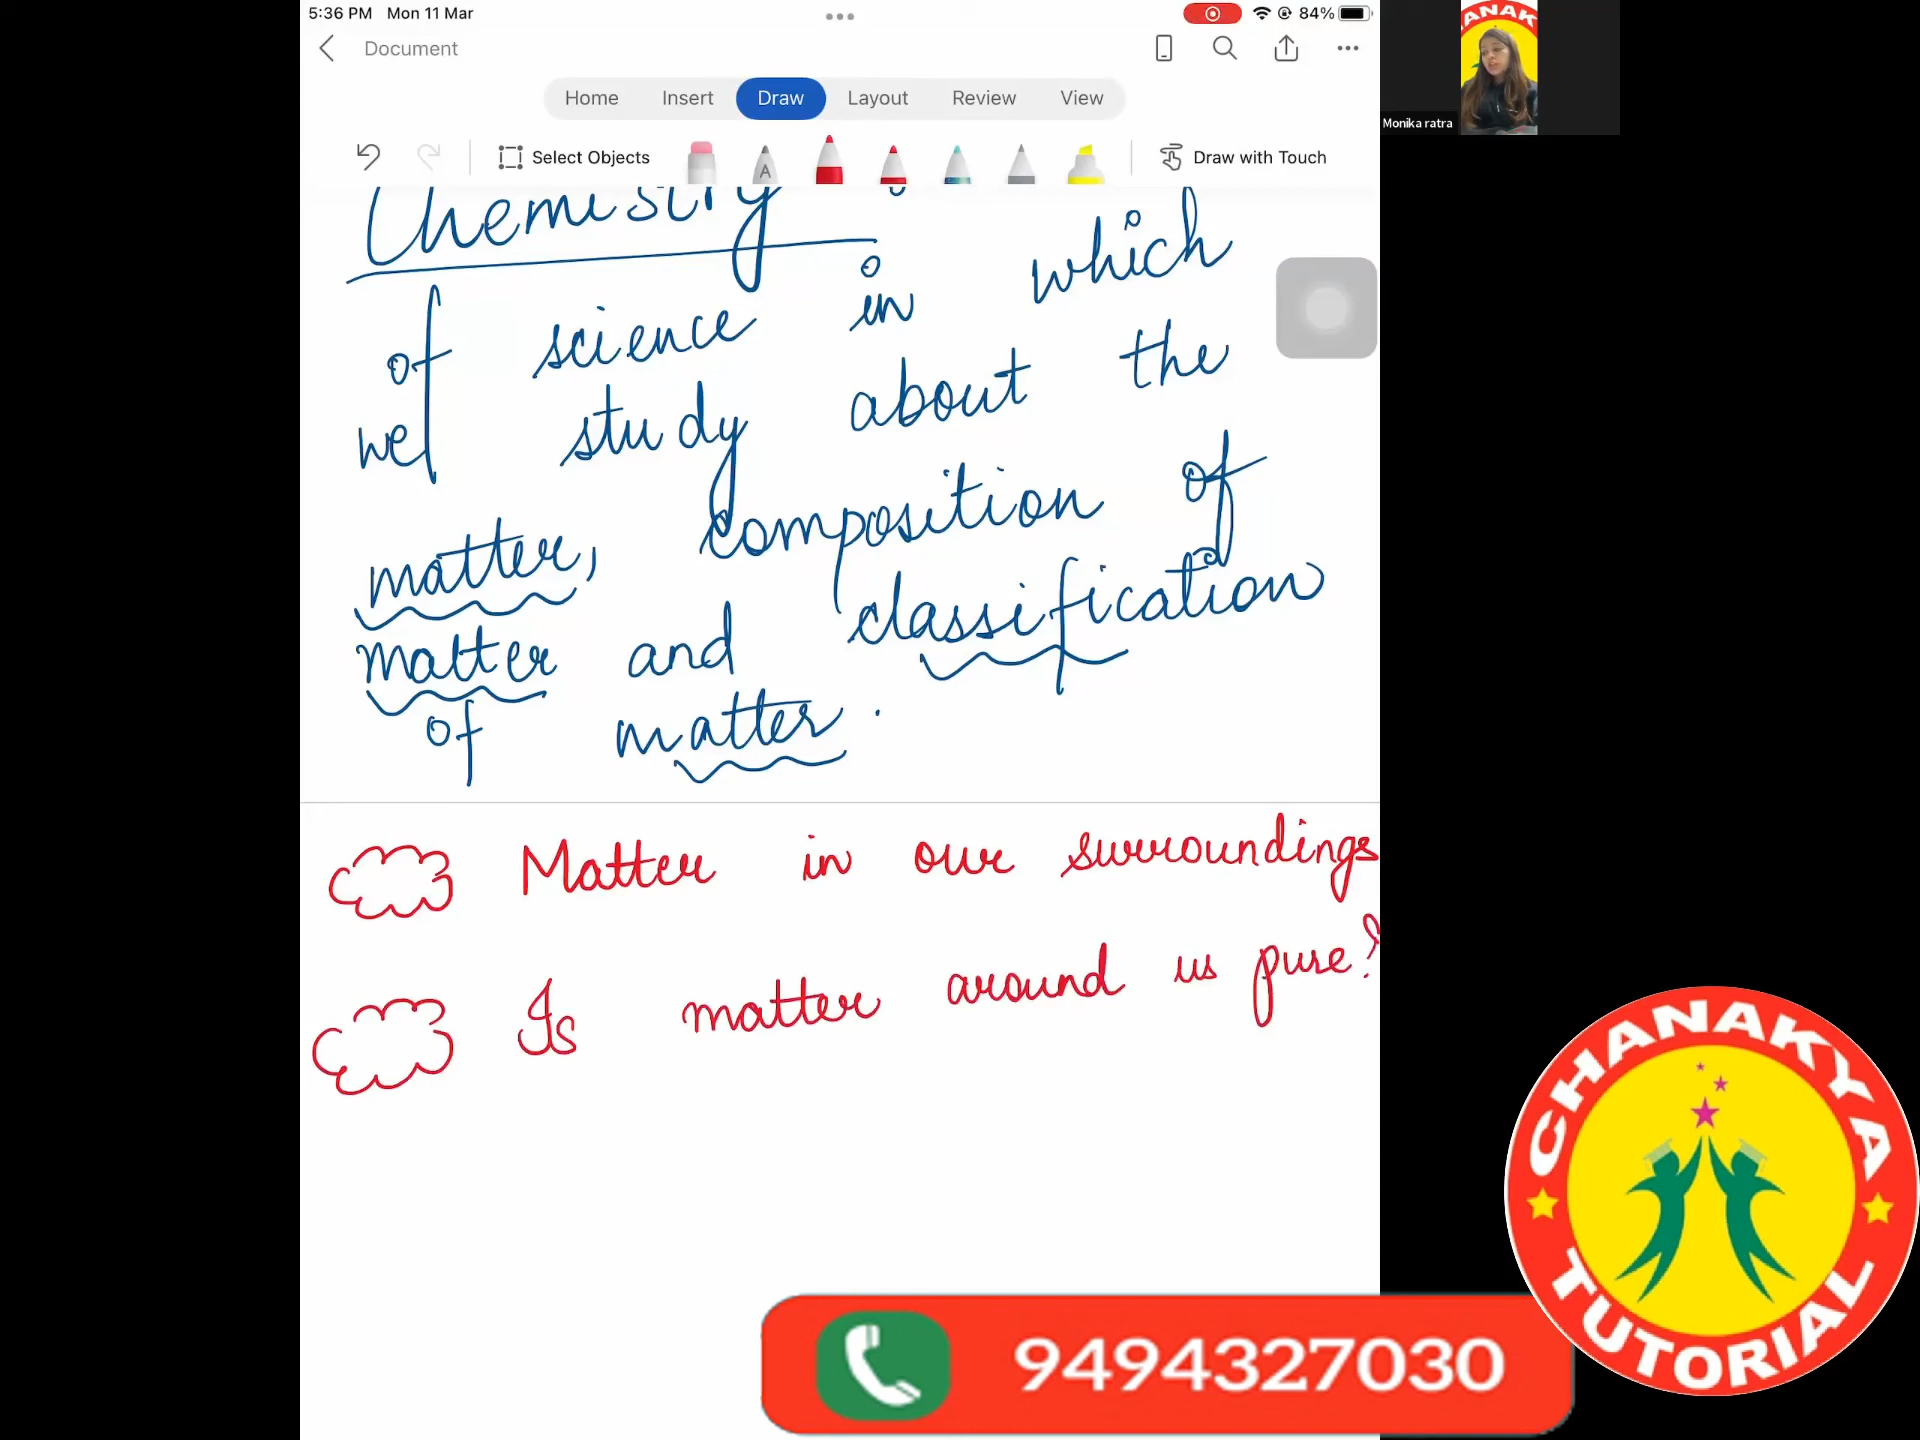 5:36 PM Mon 11 Mar
84%
Document
Home Insert Draw Layout Review View
Select Objects
A
Draw with Touch
CHANAK
Monika ratra
Chemistry
of science in which
we study about the
matter, composition of
matter and classification
of matter.
Matter in our surroundings
Is matter around us pure?
CHANAKYA
TUTORIAL
9494327030